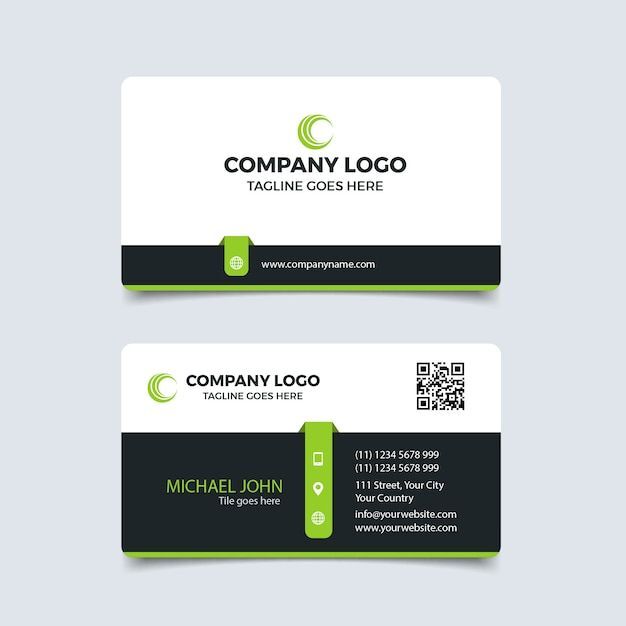 COMPANY LOGO
TAGLINE GOES HERE
www.companyname.com
COMPANY LOGO
TAGLINE GOES HERE
MICHAEL JOHN
Tile goes here
(11) 1234 5678 999
(11) 1234 5678 999
111 Street, Your City
Your Country
info@yourwebsite.com
www.yourwebsite.com